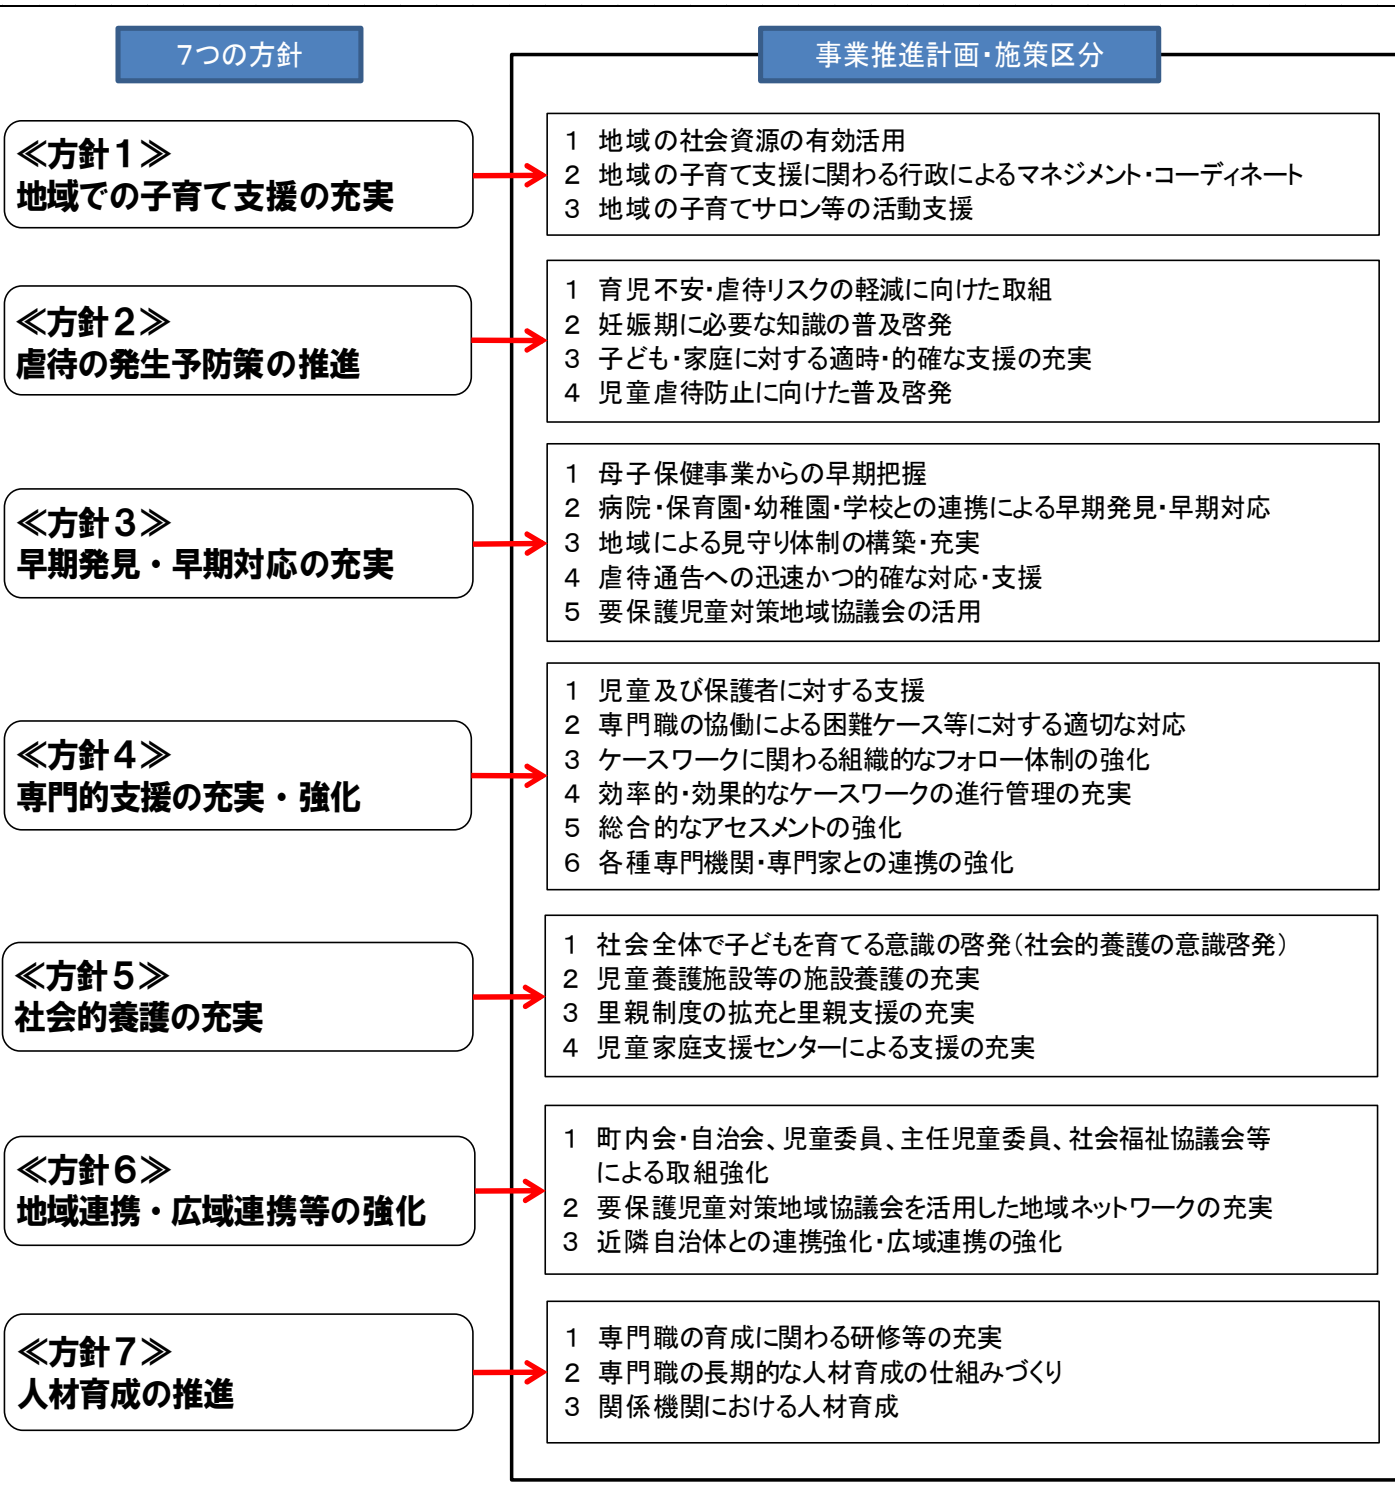 7つの方針
事業推進計画・施策区分
≪方針1≫
地域での子育て支援の充実
1 地域の社会資源の有効活用
2 地域の子育て支援に関わる行政によるマネジメント・コーディネート
3 地域の子育てサロン等の活動支援
≪方針2≫
虐待の発生予防策の推進
1 育児不安・虐待リスクの軽減に向けた取組
2 妊娠期に必要な知識の普及啓発
3 子ども・家庭に対する適時・的確な支援の充実
4 児童虐待防止に向けた普及啓発
≪方針3≫
早期発見・早期対応の充実
1 母子保健事業からの早期把握
2 病院・保育園・幼稚園・学校との連携による早期発見・早期対応
3 地域による見守り体制の構築・充実
4 虐待通告への迅速かつ的確な対応・支援
5 要保護児童対策地域協議会の活用
≪方針4≫
専門的支援の充実・強化
1 児童及び保護者に対する支援
2 専門職の協働による困難ケース等に対する適切な対応
3 ケースワークに関わる組織的なフォロー体制の強化
4 効率的・効果的なケースワークの進行管理の充実
5 総合的なアセスメントの強化
6 各種専門機関・専門家との連携の強化
≪方針5≫
社会的養護の充実
1 社会全体で子どもを育てる意識の啓発(社会的養護の意識啓発)
2 児童養護施設等の施設養護の充実
3 里親制度の拡充と里親支援の充実
4 児童家庭支援センターによる支援の充実
≪方針6≫
地域連携・広域連携等の強化
1 町内会・自治会、児童委員、主任児童委員、社会福祉協議会等
による取組強化
2 要保護児童対策地域協議会を活用した地域ネットワークの充実
3 近隣自治体との連携強化・広域連携の強化
≪方針7≫
人材育成の推進
1 専門職の育成に関わる研修等の充実
2 専門職の長期的な人材育成の仕組みづくり
3 関係機関における人材育成